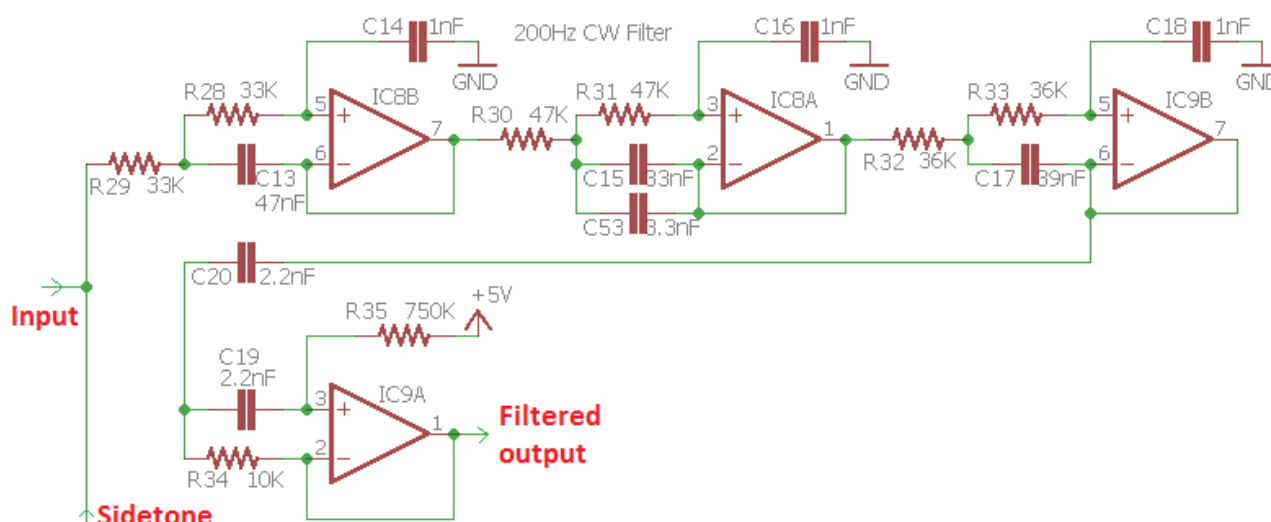 C14 1nF
200Hz CW Filter
C16 1nF
C18 1nF
GND
GND
GND
R28 33K
5
IC8B
7
6
R29 33K
C13
47nF
R30 47K
R31 47K
3
IC8A
1
2
C15 33nF
C53 3.3nF
R32 36K
R33 36K
5
IC9B
7
6
C17 39nF
C20 2.2nF
Input
R35 750K
+5V
C19
2.2nF
3
IC9A
1
2
R34 10K
Filtered
output
Sidetone